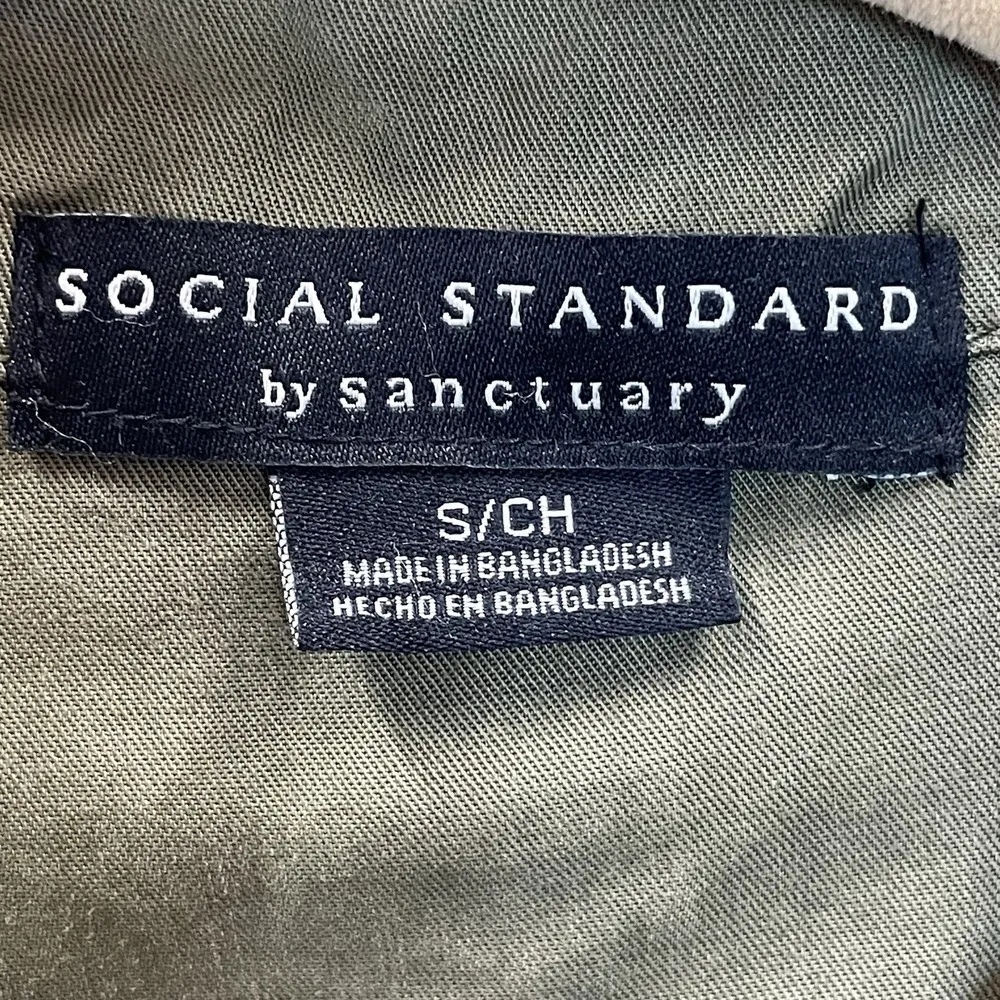 SOCIAL STANDARD
by sanctuary
S/CH
MADE IN BANGLADESH
HECHO EN BANGLADESH